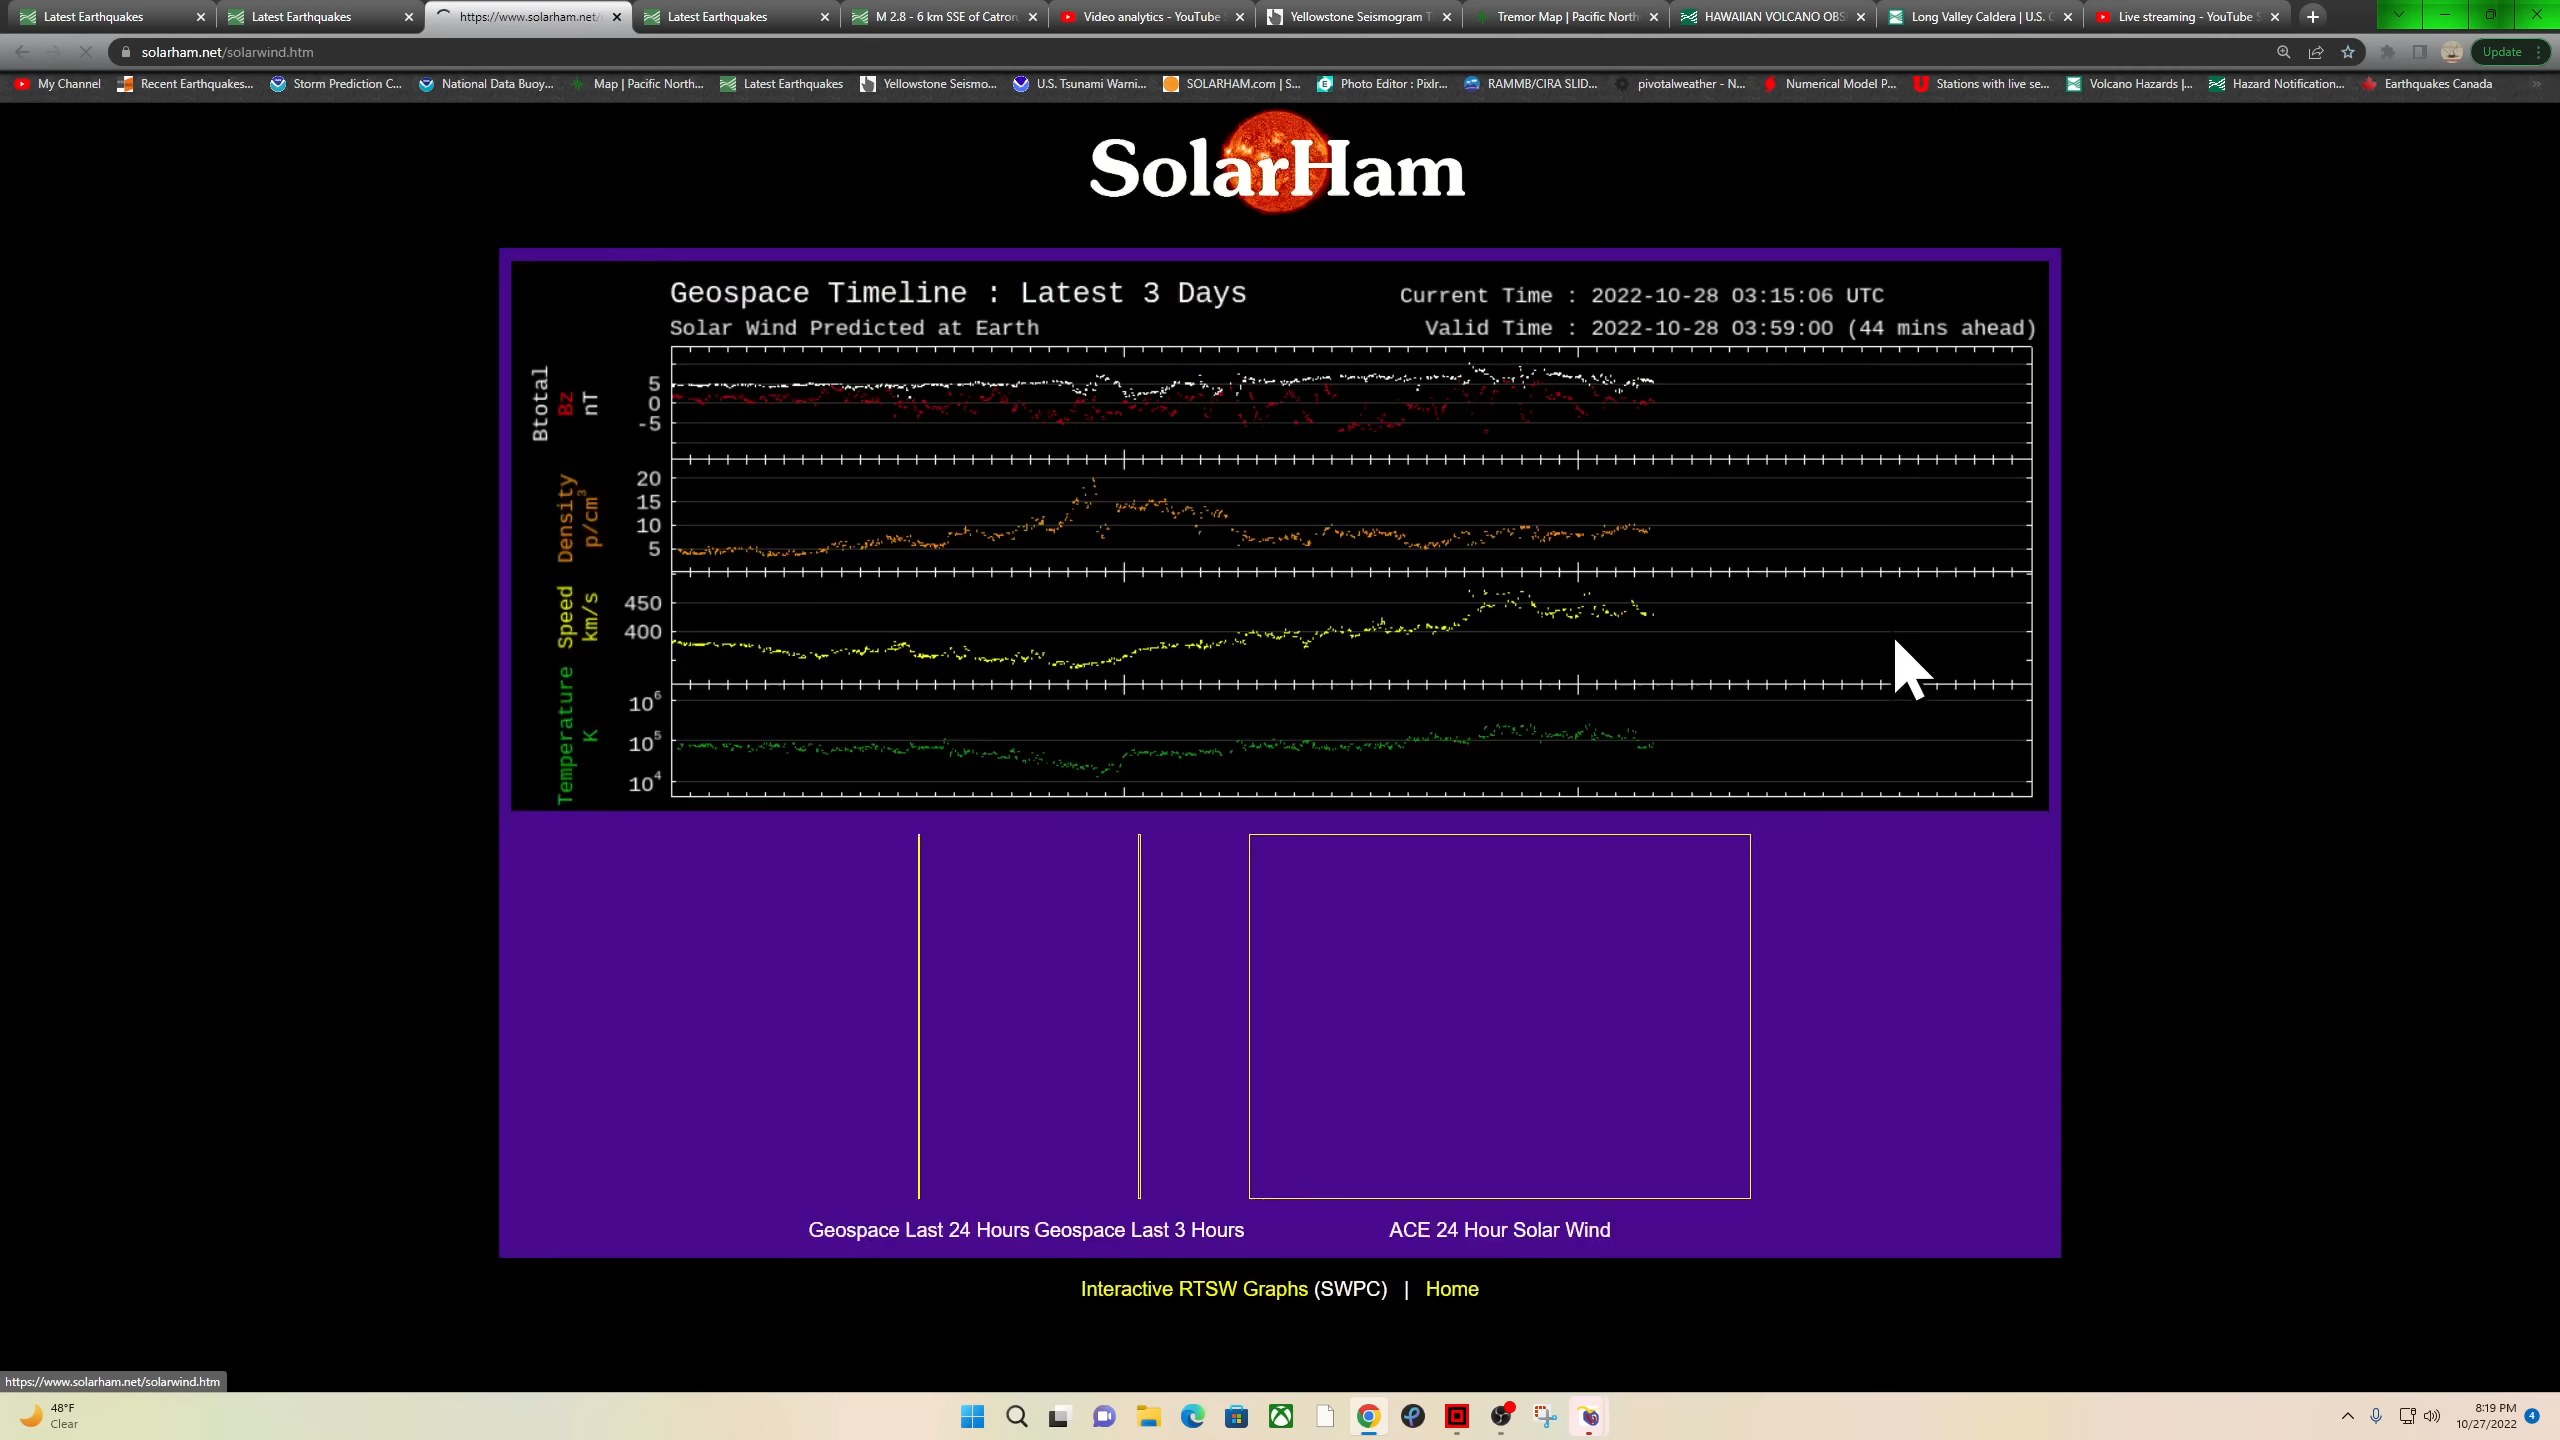 Latest Earthquakes
Latest Earthquakes
https://www.solarham.net/
Latest Earthquakes
M 2.8 - 6 km SSE of Catron
Video analytics - YouTube S
Yellowstone Seismogram T
Tremor Map | Pacific North
HAWAIIAN VOLCANO OBS
Long Valley Caldera | U.S. G
Live streaming - YouTube S
solarham.net/solarwind.htm
Update
My Channel
Recent Earthquakes...
Storm Prediction C...
National Data Buoy...
Map | Pacific North...
Latest Earthquakes
Yellowstone Seismo...
U.S. Tsunami Warni...
SOLARHAM.com | S...
Photo Editor : Pixlr...
RAMMB/CIRA SLID...
pivotalweather - N...
Numerical Model P...
Stations with live se...
Volcano Hazards |...
Hazard Notification...
Earthquakes Canada
SolarHam
Geospace Timeline : Latest 3 Days
Current Time : 2022-10-28 03:15:06 UTC
Solar Wind Predicted at Earth
Valid Time : 2022-10-28 03:59:00 (44 mins ahead)
Btotal
Bz
nT
5
0
-5
Density
p/cm³
20
15
10
5
Speed
km/s
450
400
Temperature
K
10⁶
10⁵
10⁴
Geospace Last 24 Hours Geospace Last 3 Hours
ACE 24 Hour Solar Wind
Interactive RTSW Graphs (SWPC) | Home
https://www.solarham.net/solarwind.htm
48°F
Clear
8:19 PM
10/27/2022
4